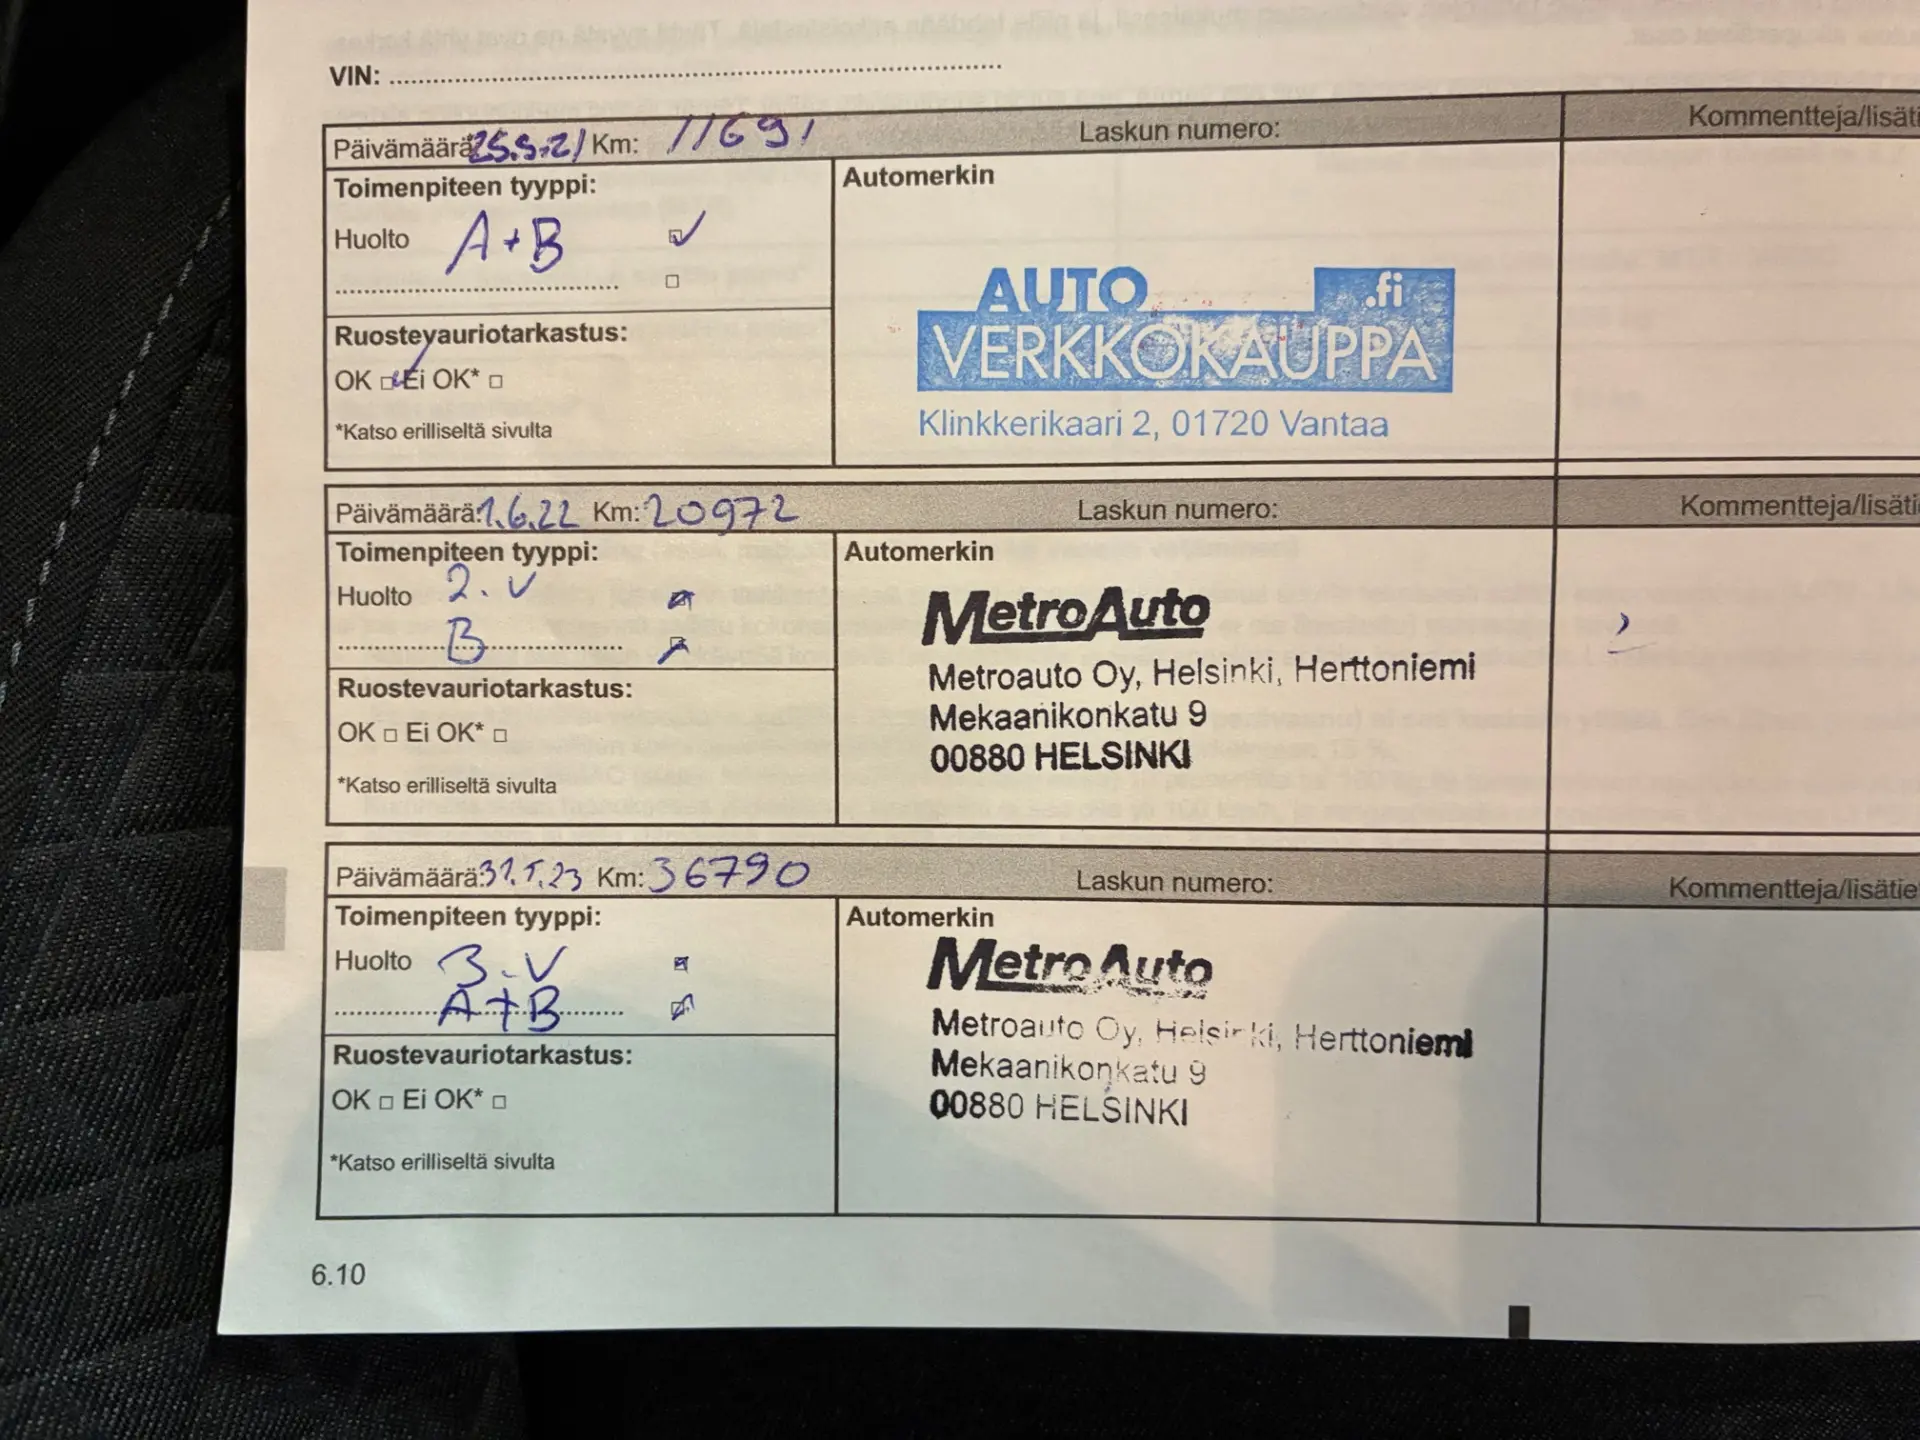 VIN:
Päivämäärä: 25.5.21 Km: 11691 Laskun numero: Kommentteja/lisäti
Toimenpiteen tyyppi: Automerkin
Huolto A+B
AUTO .fi
VERKKOKAUPPA
Klinkkerikaari 2, 01720 Vantaa
Ruostevauriotarkastus:
OK Ei OK*
*Katso erilliseltä sivulta
Päivämäärä: 1.6.22 Km: 20972 Laskun numero: Kommentteja/lisäti
Toimenpiteen tyyppi: Automerkin
Huolto 2. V
B
MetroAuto
Metroauto Oy, Helsinki, Herttoniemi
Mekaanikonkatu 9
00880 HELSINKI
Ruostevauriotarkastus:
OK Ei OK*
*Katso erilliseltä sivulta
Päivämäärä: 31.5.23 Km: 36790 Laskun numero: Kommentteja/lisätie
Toimenpiteen tyyppi: Automerkin
Huolto 3. V
A+B
MetroAuto
Metroauto Oy, Helsinki, Herttoniemi
Mekaanikonkatu 9
00880 HELSINKI
Ruostevauriotarkastus:
OK Ei OK*
*Katso erilliseltä sivulta
6.10